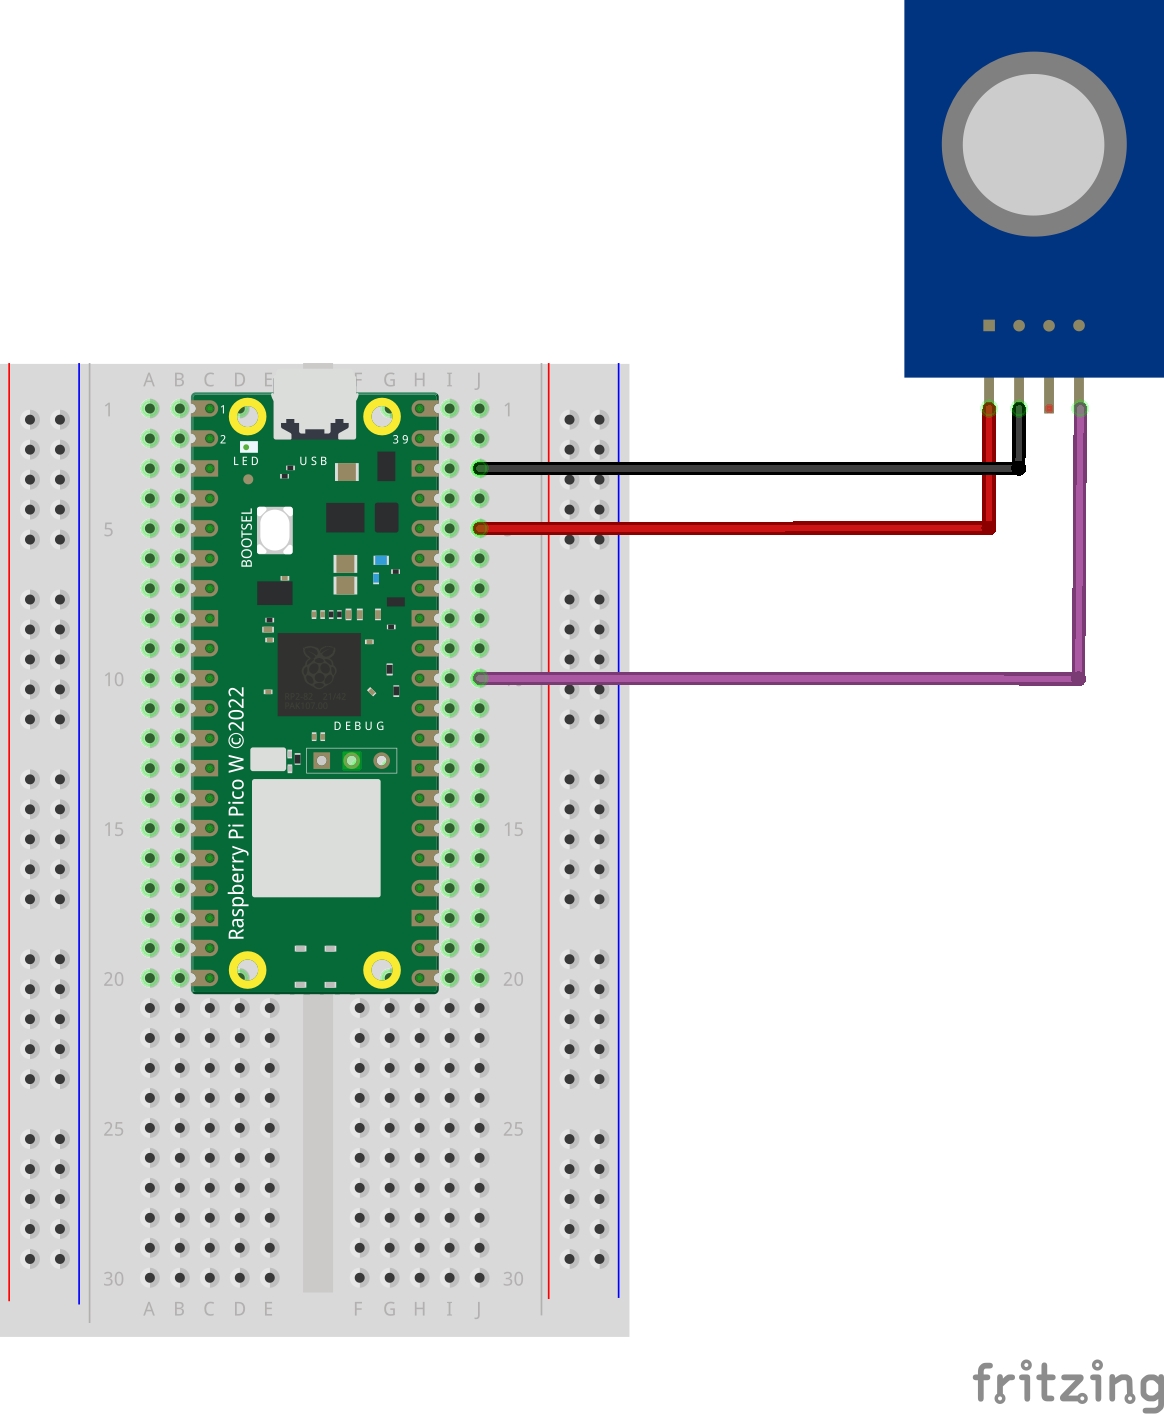 A B C D E F G H I J
1 1 1
2 39
LED USB
BOOTSEL
5
Raspberry Pi Pico W ©2022
10
DEBUG
15 15
20 20
25 25
30 30
A B C D E F G H I J
fritzing